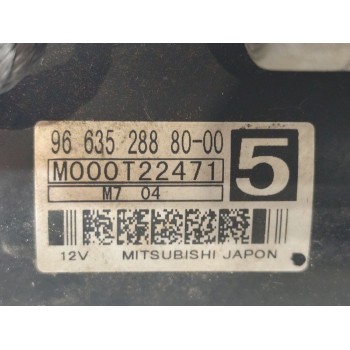 96 635 288 80-00
M000T22471
5
M7 04
12V MITSUBISHI JAPON